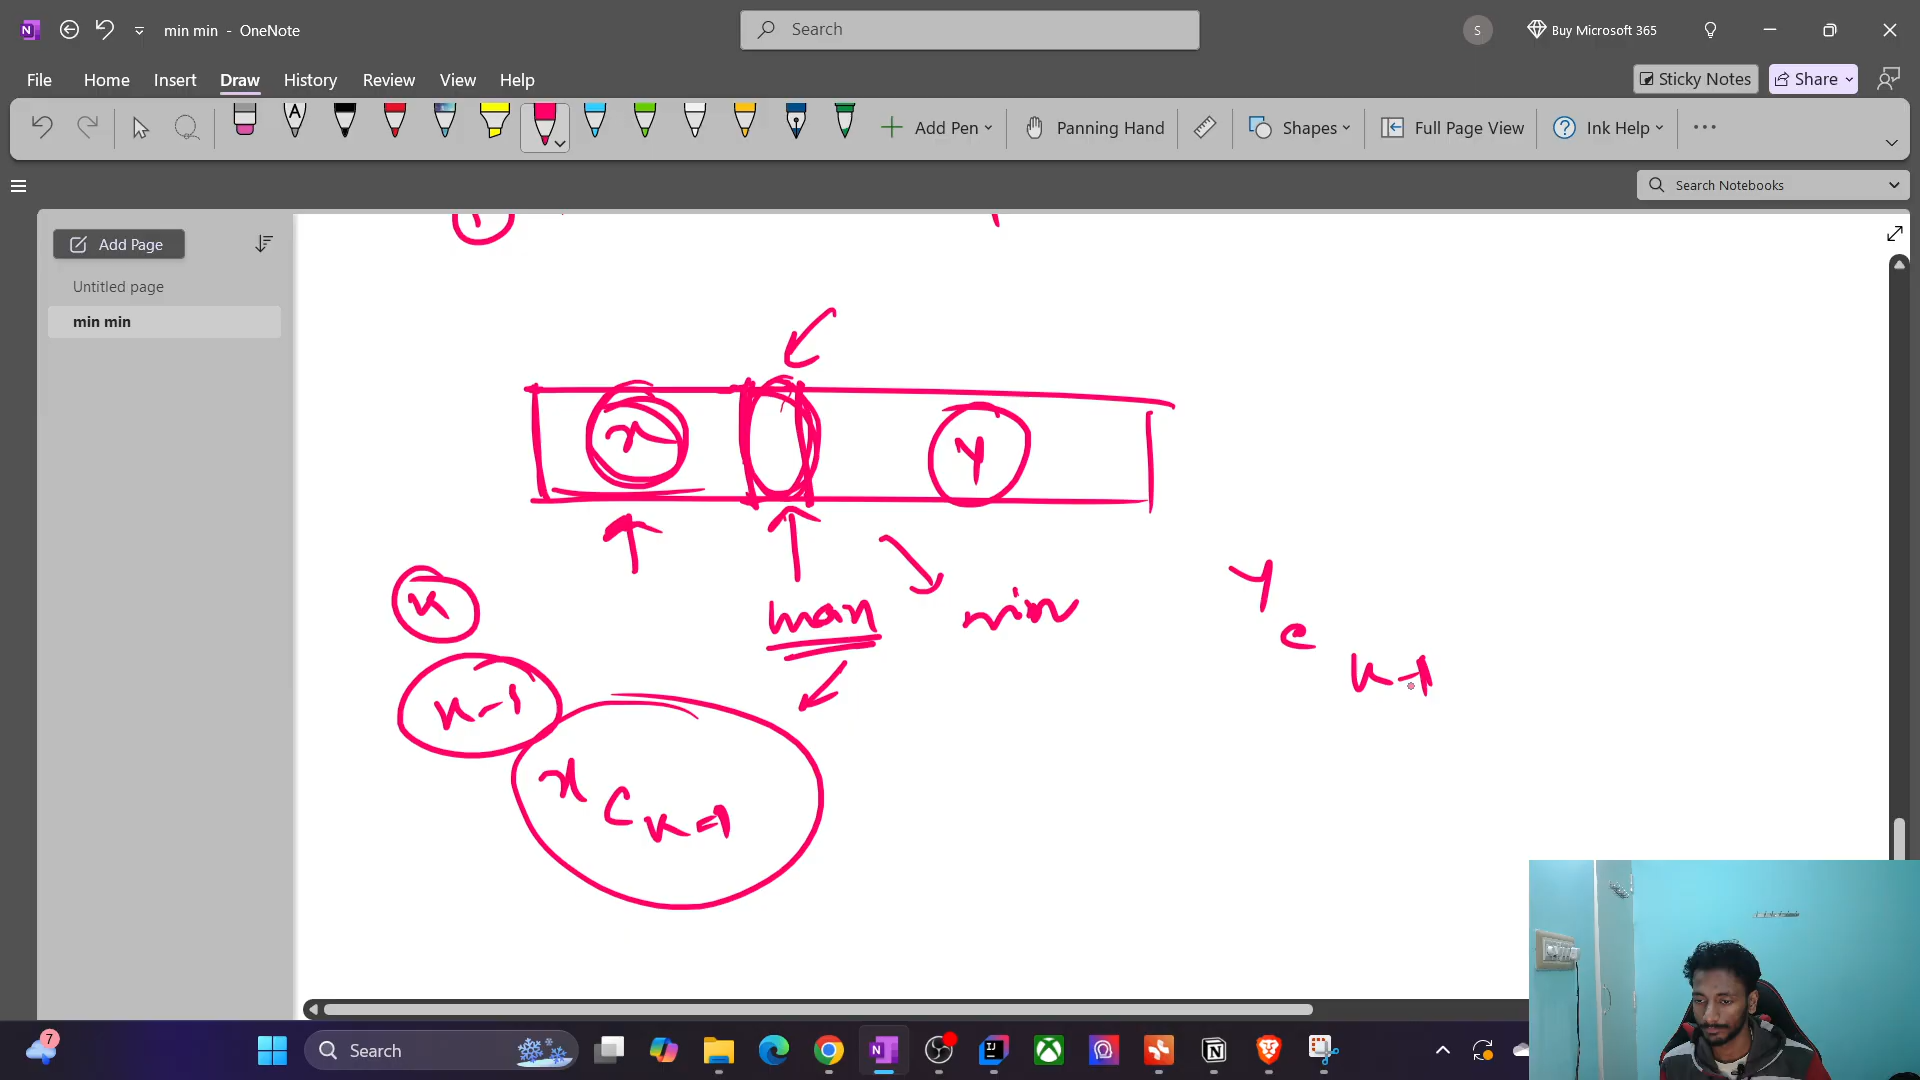 min min - OneNote
Search
S
Buy Microsoft 365
File Home Insert Draw History Review View Help
Sticky Notes
Share
Add Pen
Panning Hand
Shapes
Full Page View
Ink Help
Search Notebooks
Add Page
Untitled page
min min
x
y
max
min
k
k-1
x C k-1
y C k-1
7
Search